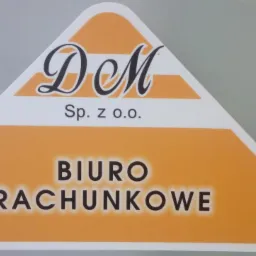 DM
Sp. z o.o.
BIURO
RACHUNKOWE